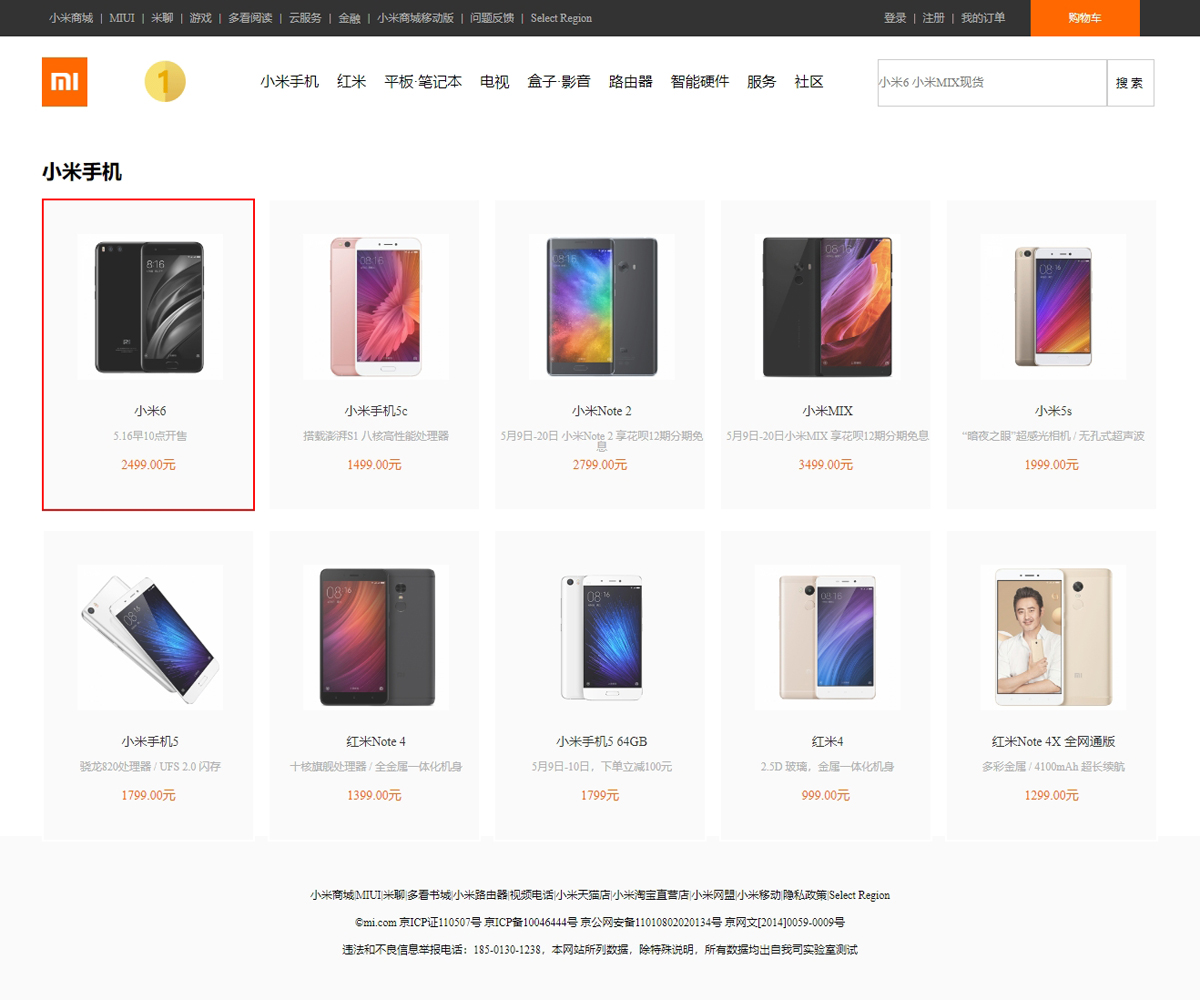 小米商城 | MIUI | 米聊 | 游戏 | 多看阅读 | 云服务 | 金融 | 小米商城移动版 | 问题反馈 | Select Region 登录 | 注册 | 我的订单 购物车
mi 1 小米手机 红米 平板·笔记本 电视 盒子·影音 路由器 智能硬件 服务 社区 小米6 小米MIX现货 搜 索
小米手机
8:16 08:16 08:16 08:16 08:16
小米6 小米手机5c 小米Note 2 小米MIX 小米5s
5.16早10点开售 搭载澎湃S1 八核高性能处理器 5月9日-20日 小米Note 2 享花呗12期分期免 5月9日-20日小米MIX 享花呗12期分期免息 “暗夜之眼”超感光相机 / 无孔式超声波
息
2499.00元 1499.00元 2799.00元 3499.00元 1999.00元
08:16 08:16 08:16 08:16
小米手机5 红米Note 4 小米手机5 64GB 红米4 红米Note 4X 全网通版
骁龙820处理器 / UFS 2.0 闪存 十核旗舰处理器 / 全金属一体化机身 5月9日-10日，下单立减100元 2.5D 玻璃，金属一体化机身 多彩金属 / 4100mAh 超长续航
1799.00元 1399.00元 1799元 999.00元 1299.00元
小米商城|MIUI|米聊|多看书城|小米路由器|视频电话|小米天猫店|小米淘宝直营店|小米网盟|小米移动|隐私政策|Select Region
©mi.com 京ICP证110507号 京ICP备10046444号 京公网安备11010802020134号 京网文[2014]0059-0009号
违法和不良信息举报电话：185-0130-1238，本网站所列数据，除特殊说明，所有数据均出自我司实验室测试